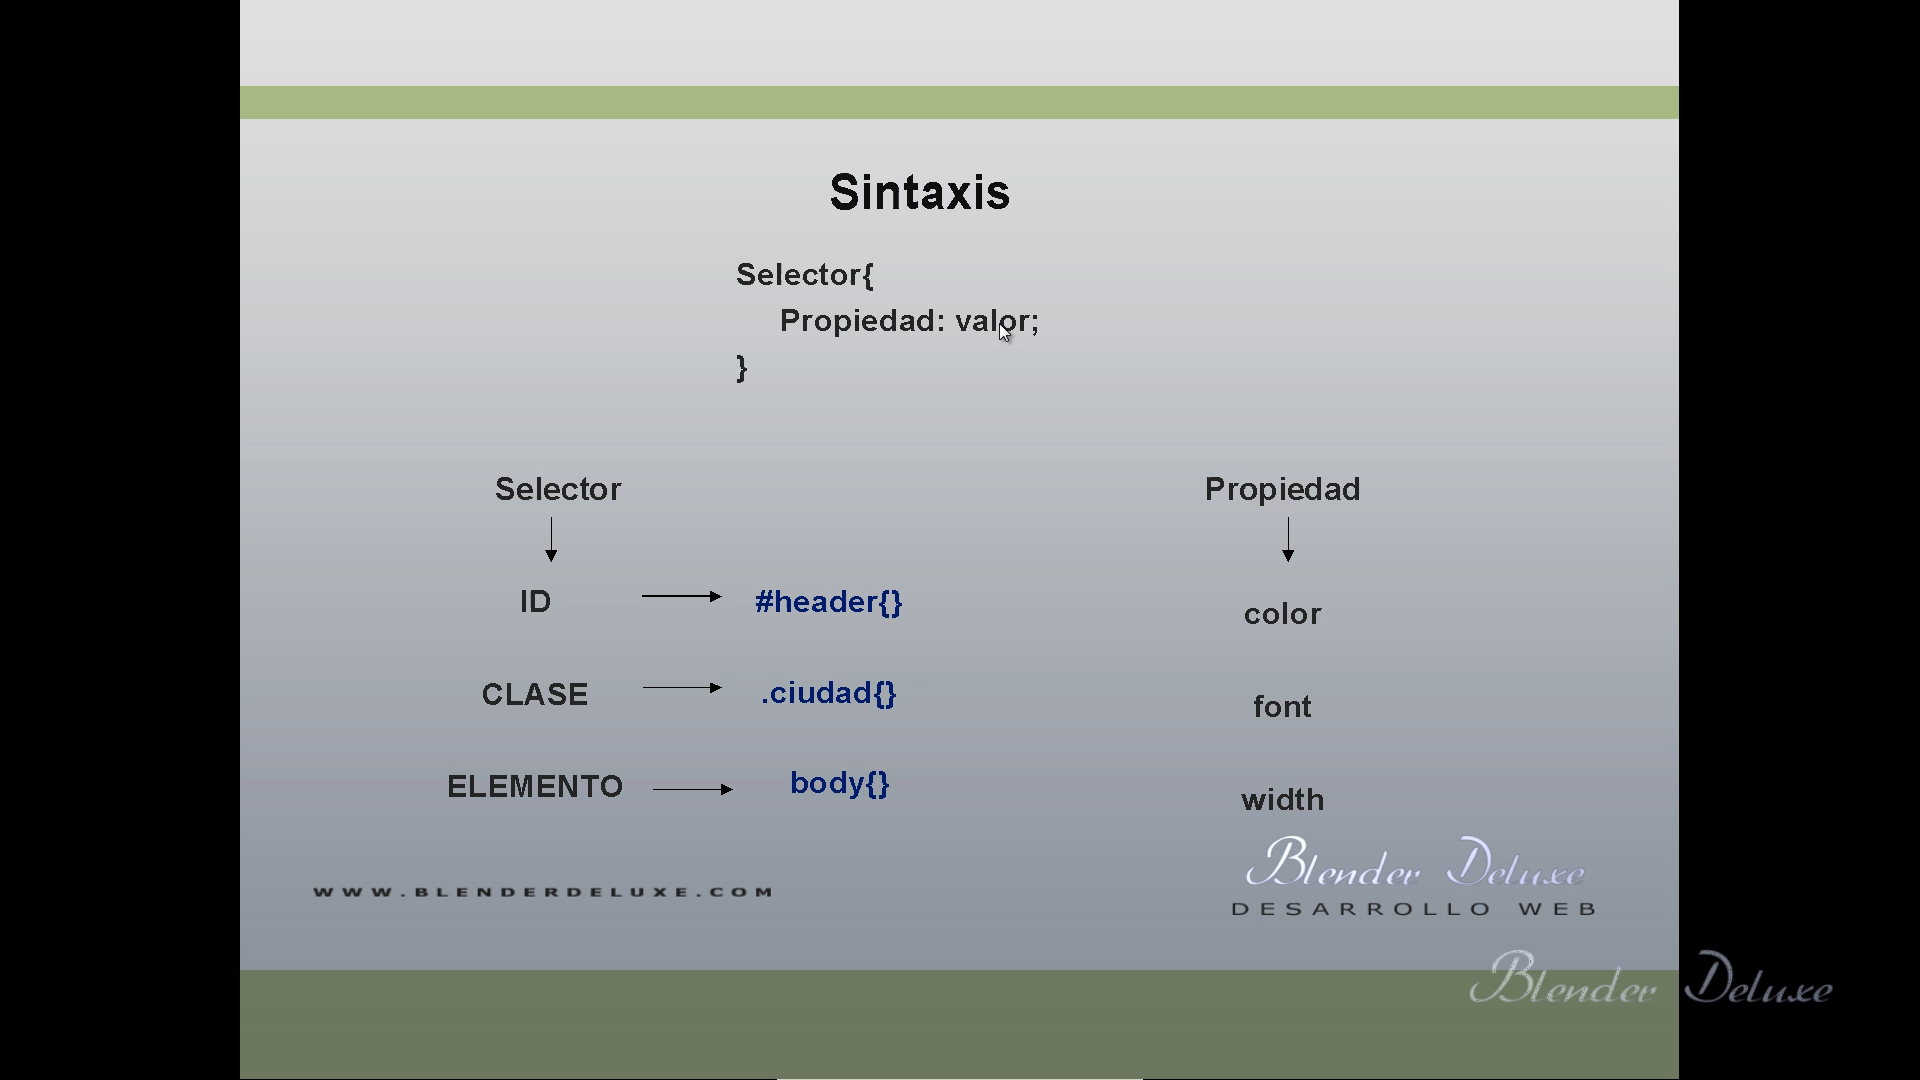 Sintaxis
Selector{
Propiedad: valor;
}
Selector
ID
#header{}
CLASE
.ciudad{}
ELEMENTO
body{}
Propiedad
color
font
width
WWW.BLENDERDELUXE.COM
Blender Deluxe
DESARROLLO WEB
Blender Deluxe